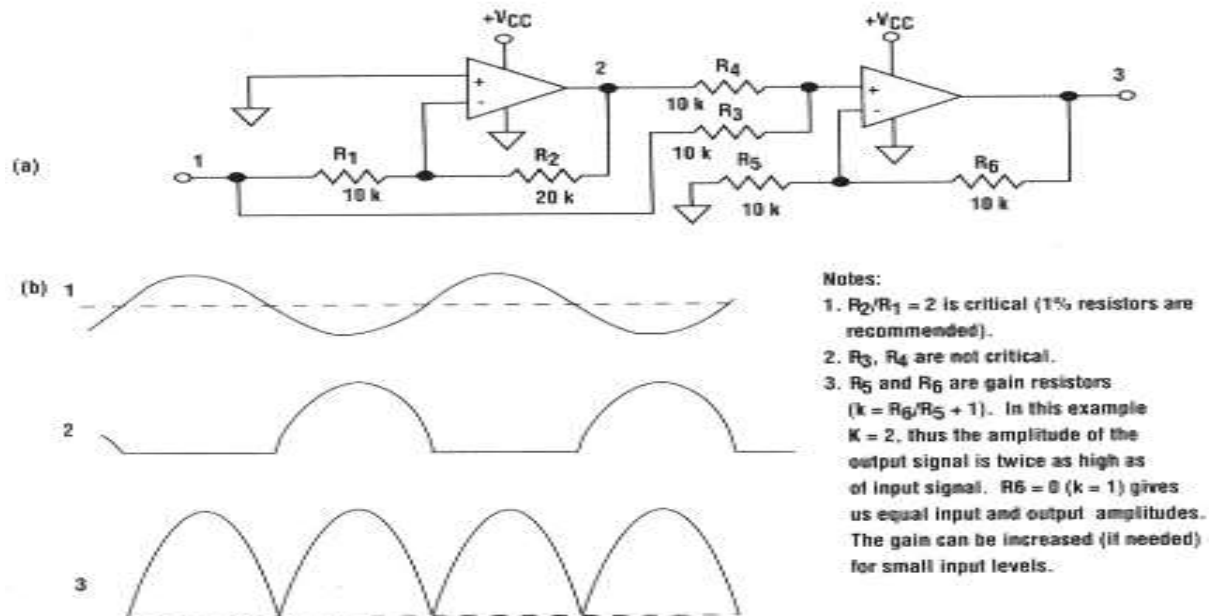 +VCC
+VCC
2
3
R4
+
+
-
-
10 k
R3
1
R1
R2
10 k
R5
R6
(a)
10 k
20 k
10 k
10 k
(b) 1
2
3
Notes:
1. R2/R1 = 2 is critical (1% resistors are
recommended).
2. R3, R4 are not critical.
3. R5 and R6 are gain resistors
(k = R6/R5 + 1). In this example
K = 2, thus the amplitude of the
output signal is twice as high as
of input signal. R6 = 0 (k = 1) gives
us equal input and output amplitudes.
The gain can be increased (if needed)
for small input levels.